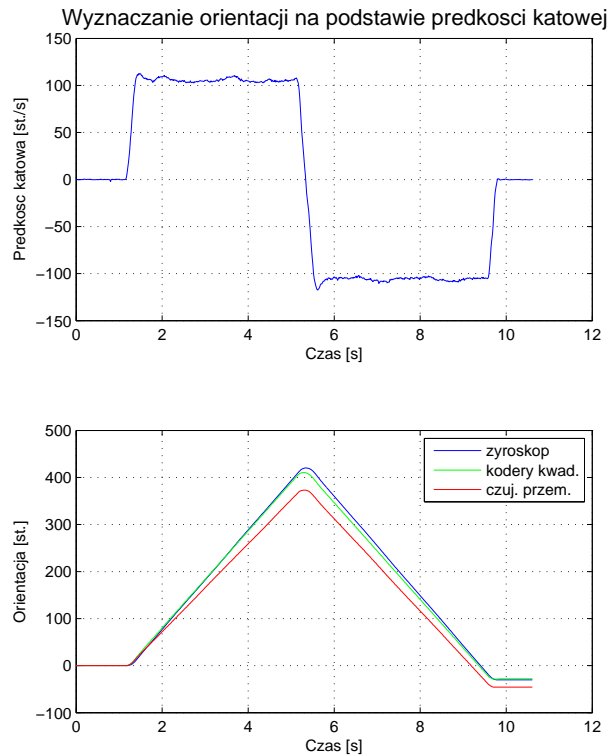 Wyznaczanie orientacji na podstawie predkosci katowej
150
100
50
0
−50
−100
−150
Predkosc katowa [st./s]
0 2 4 6 8 10 12
Czas [s]
500
400
300
200
100
0
−100
Orientacja [st.]
zyroskop
kodery kwad.
czuj. przem.
0 2 4 6 8 10 12
Czas [s]